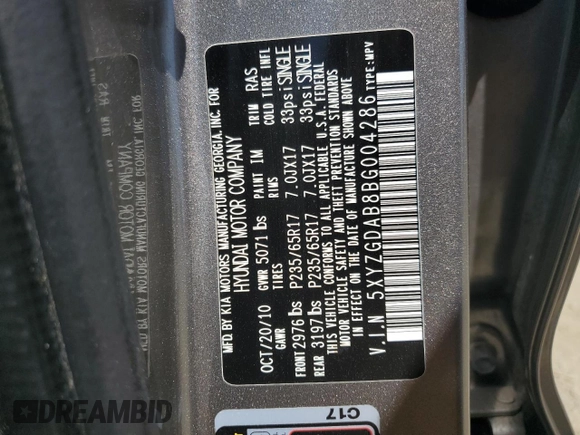 MFD BY KIA MOTORS MANUFACTURING GEORGIA, INC. FOR
HYUNDAI MOTOR COMPANY
OCT/20/10 GVWR 5071 lbs PAINT IM TRIM RAS
GAWR TIRES RIMS COLD TIRE INFL
FRONT 2976 lbs P235/65R17 7.0JX17 33psi SINGLE
REAR 3197 lbs P235/65R17 7.0JX17 33psi SINGLE
THIS VEHICLE CONFORMS TO ALL APPLICABLE U.S.A. FEDERAL
MOTOR VEHICLE SAFETY AND THEFT PREVENTION STANDARDS
IN EFFECT ON THE DATE OF MANUFACTURE SHOWN ABOVE.
V.I.N 5XYZGDAB8BG004286 TYPE:MPV
C17
DREAMBID